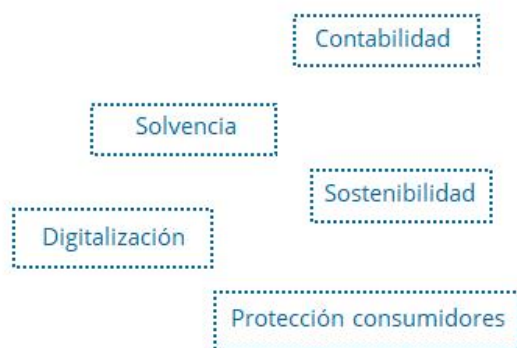 Contabilidad
Solvencia
Sostenibilidad
Digitalización
Protección consumidores